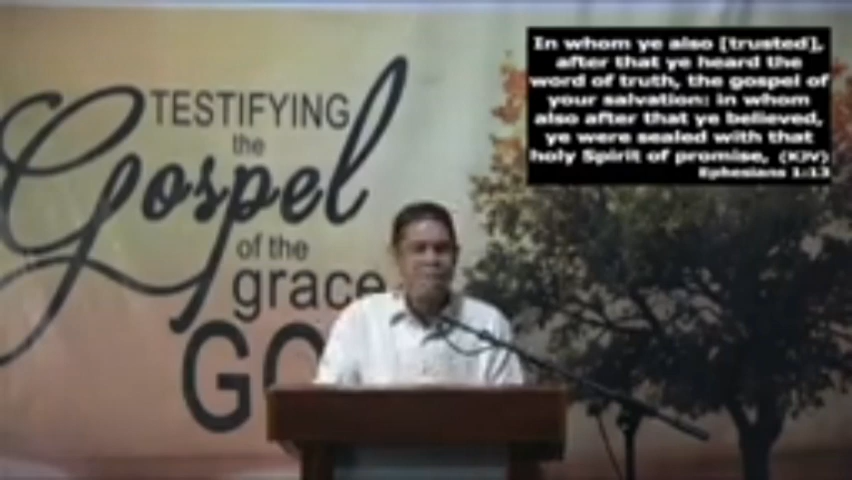 In whom ye also [trusted],
after that ye heard the
word of truth, the gospel of
your salvation: in whom
also after that ye believed,
ye were sealed with that
holy Spirit of promise, (KJV)
Ephesians 1:13
TESTIFYING
the
Gospel
of the
grace
GO